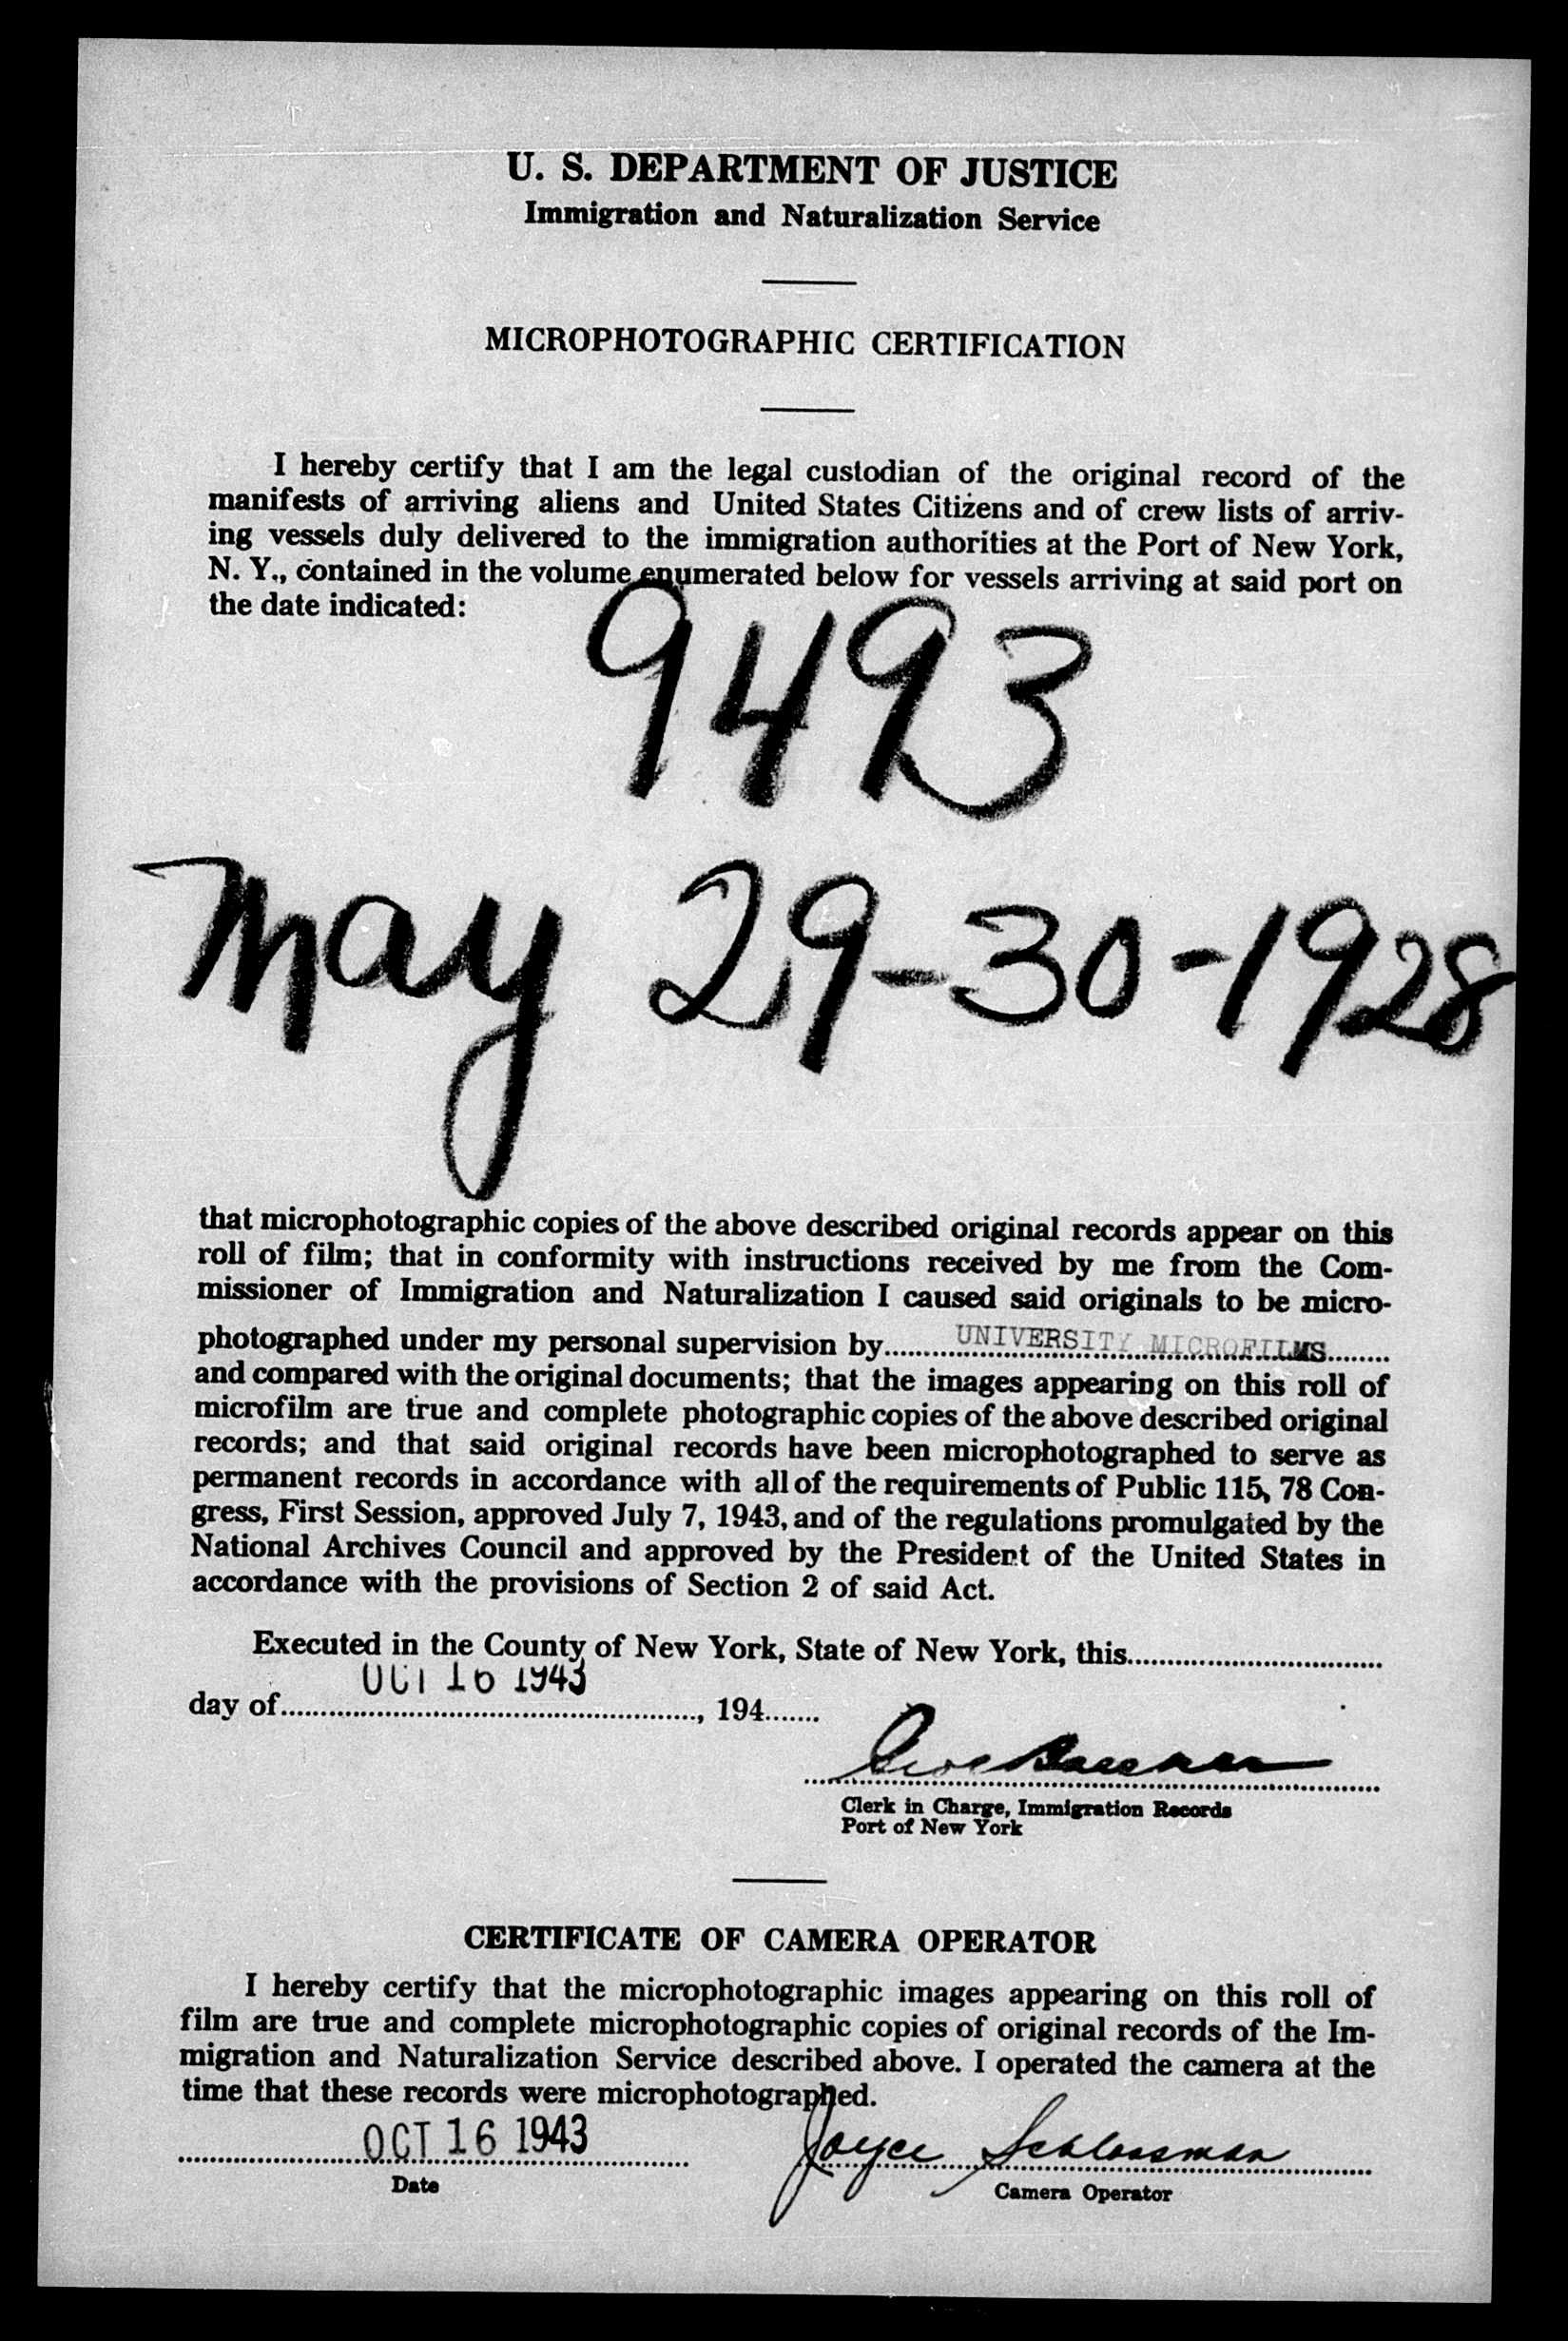 U. S. DEPARTMENT OF JUSTICE
Immigration and Naturalization Service
MICROPHOTOGRAPHIC CERTIFICATION
I hereby certify that I am the legal custodian of the original record of the
manifests of arriving aliens and United States Citizens and of crew lists of arriv-
ing vessels duly delivered to the immigration authorities at the Port of New York,
N. Y., contained in the volume enumerated below for vessels arriving at said port on
the date indicated:
9493
May 29-30-1928
that microphotographic copies of the above described original records appear on this
roll of film; that in conformity with instructions received by me from the Com-
missioner of Immigration and Naturalization I caused said originals to be micro-
photographed under my personal supervision by UNIVERSITY MICROFILMS
and compared with the original documents; that the images appearing on this roll of
microfilm are true and complete photographic copies of the above described original
records; and that said original records have been microphotographed to serve as
permanent records in accordance with all of the requirements of Public 115, 78 Con-
gress, First Session, approved July 7, 1943, and of the regulations promulgated by the
National Archives Council and approved by the President of the United States in
accordance with the provisions of Section 2 of said Act.
Executed in the County of New York, State of New York, this
OCT 16 1943
day of , 194
Clerk in Charge, Immigration Records
Port of New York
CERTIFICATE OF CAMERA OPERATOR
I hereby certify that the microphotographic images appearing on this roll of
film are true and complete microphotographic copies of original records of the Im-
migration and Naturalization Service described above. I operated the camera at the
time that these records were microphotographed.
OCT 16 1943 Joyce Schlossman
Date Camera Operator